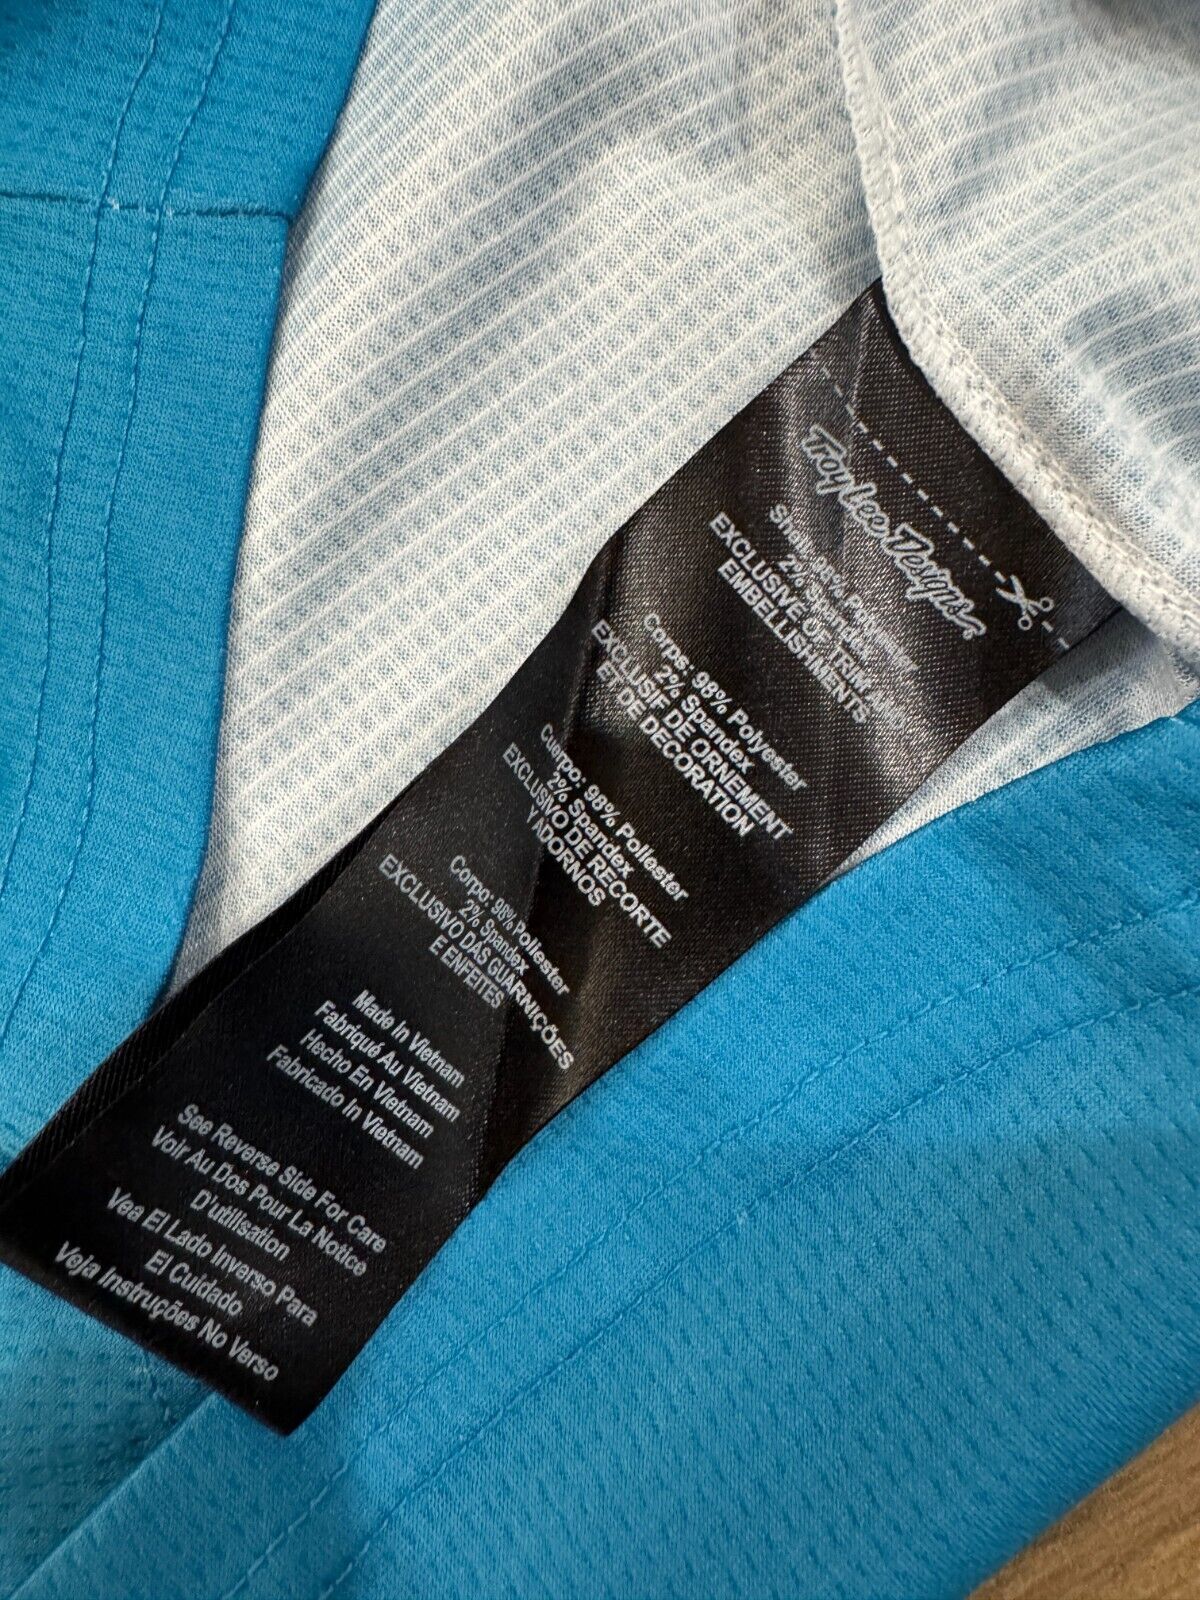 Troy Lee Designs
Shell: 98% Polyester
2% Spandex
EXCLUSIVE OF TRIM AND
EMBELLISHMENTS
Corps: 98% Polyester
2% Spandex
EXCLUSIF DE ORNEMENT
ET DE DECORATION
Cuerpo: 98% Poliester
2% Spandex
EXCLUSIVO DE RECORTE
Y ADORNOS
Corpo: 98% Poliester
2% Spandex
EXCLUSIVO DAS GUARNIÇÕES
E ENFEITES
Made In Vietnam
Fabriqué Au Vietnam
Hecho En Vietnam
Fabricado In Vietnam
See Reverse Side For Care
Voir Au Dos Pour La Notice
D'utilisation
Vea El Lado Inverso Para
El Cuidado
Veja Instruções No Verso